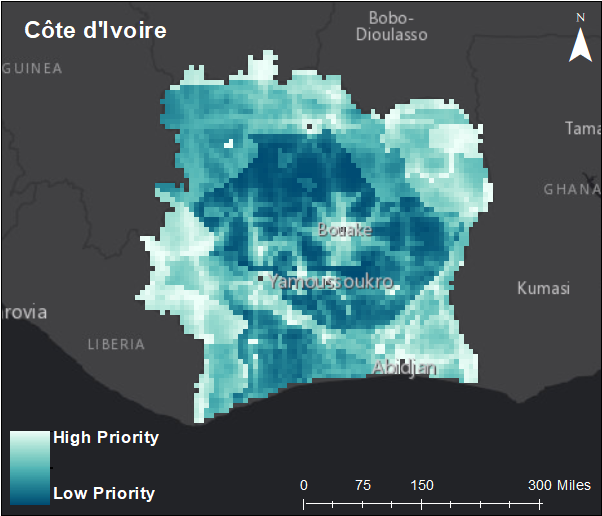 Côte d'Ivoire
Bobo-
Dioulasso
N
GUINEA
Tama
GHANA
Bouake
Yamoussoukro
Kumasi
rovia
LIBERIA
Abidjan
High Priority
Low Priority
0 75 150 300 Miles